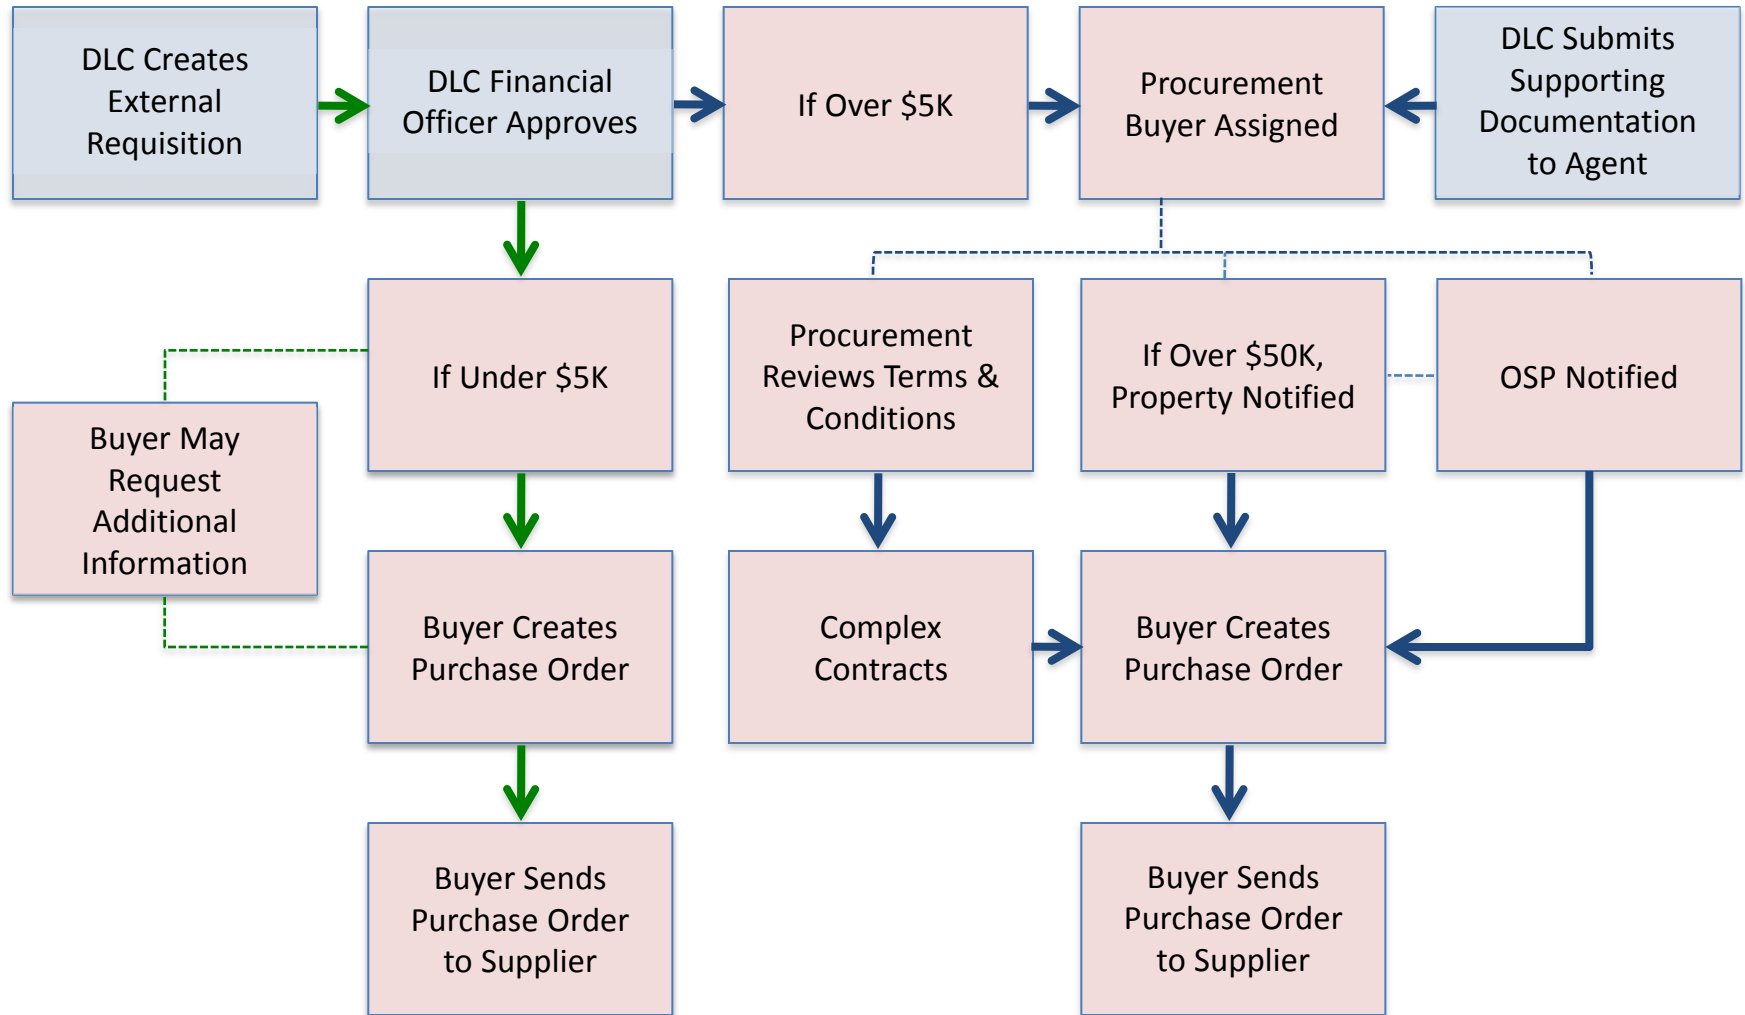 DLC Creates
External
Requisition
DLC Financial
Officer Approves
If Over $5K
Procurement
Buyer Assigned
DLC Submits
Supporting
Documentation
to Agent
If Under $5K
Procurement
Reviews Terms &
Conditions
If Over $50K,
Property Notified
OSP Notified
Buyer May
Request
Additional
Information
Buyer Creates
Purchase Order
Complex
Contracts
Buyer Creates
Purchase Order
Buyer Sends
Purchase Order
to Supplier
Buyer Sends
Purchase Order
to Supplier